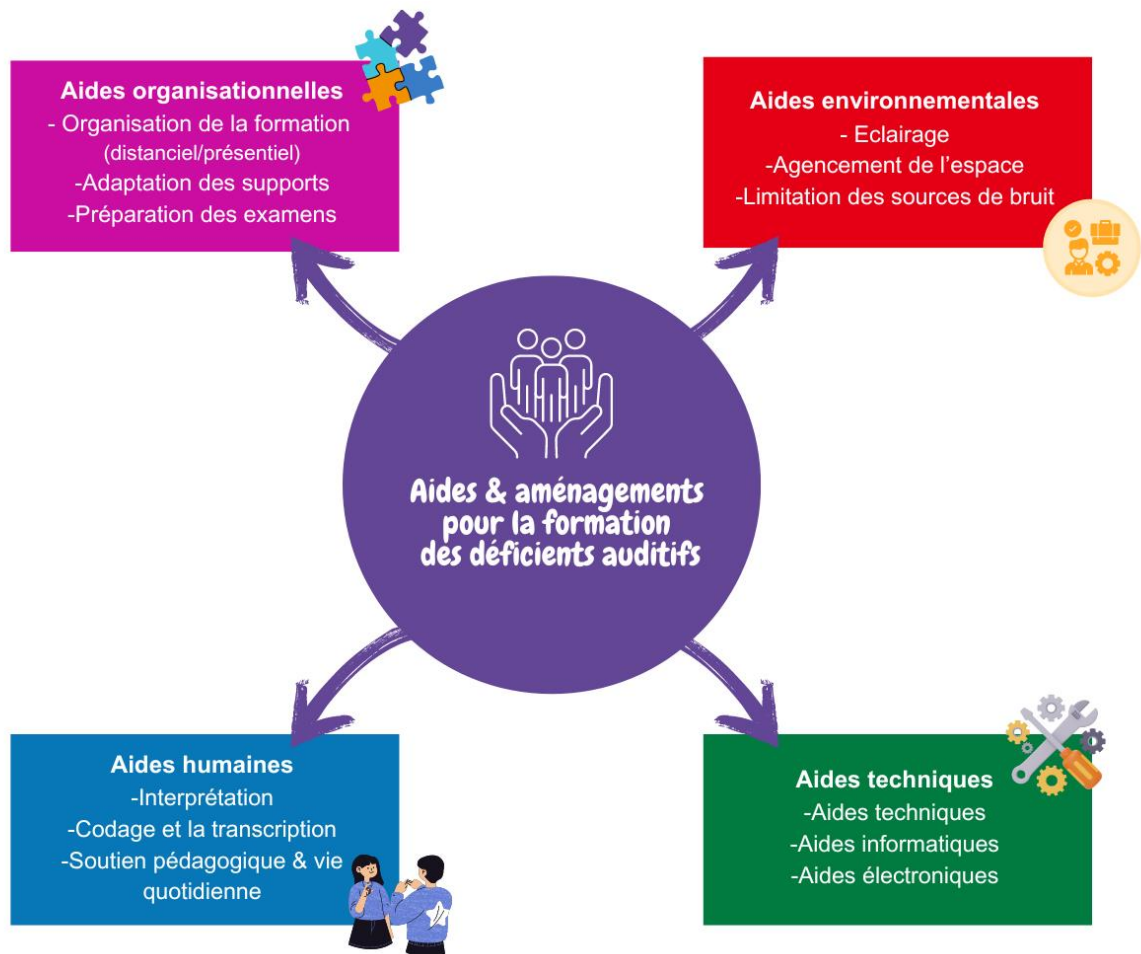 Aides organisationnelles
- Organisation de la formation
(distanciel/présentiel)
-Adaptation des supports
-Préparation des examens
Aides environnementales
- Eclairage
-Agencement de l'espace
-Limitation des sources de bruit
Aides & aménagements
pour la formation
des déficients auditifs
Aides humaines
-Interprétation
-Codage et la transcription
-Soutien pédagogique & vie
quotidienne
Aides techniques
-Aides techniques
-Aides informatiques
-Aides électroniques